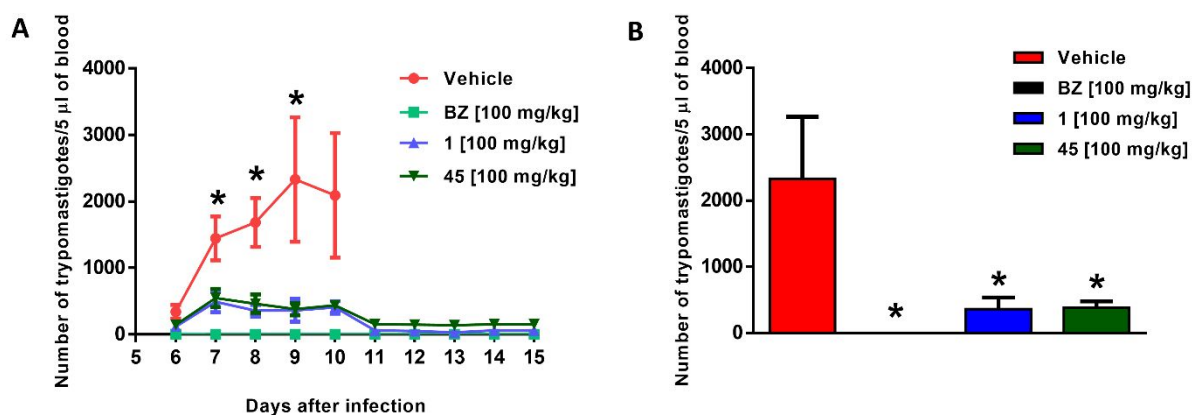 A
Number of trypomastigotes/5 µl of blood
4000
3000
2000
1000
0
5 6 7 8 9 10 11 12 13 14 15
Days after infection
* * *
Vehicle
BZ [100 mg/kg]
1 [100 mg/kg]
45 [100 mg/kg]
B
Number of trypomastigotes/5 µl of blood
4000
3000
2000
1000
0
* * *
Vehicle
BZ [100 mg/kg]
1 [100 mg/kg]
45 [100 mg/kg]